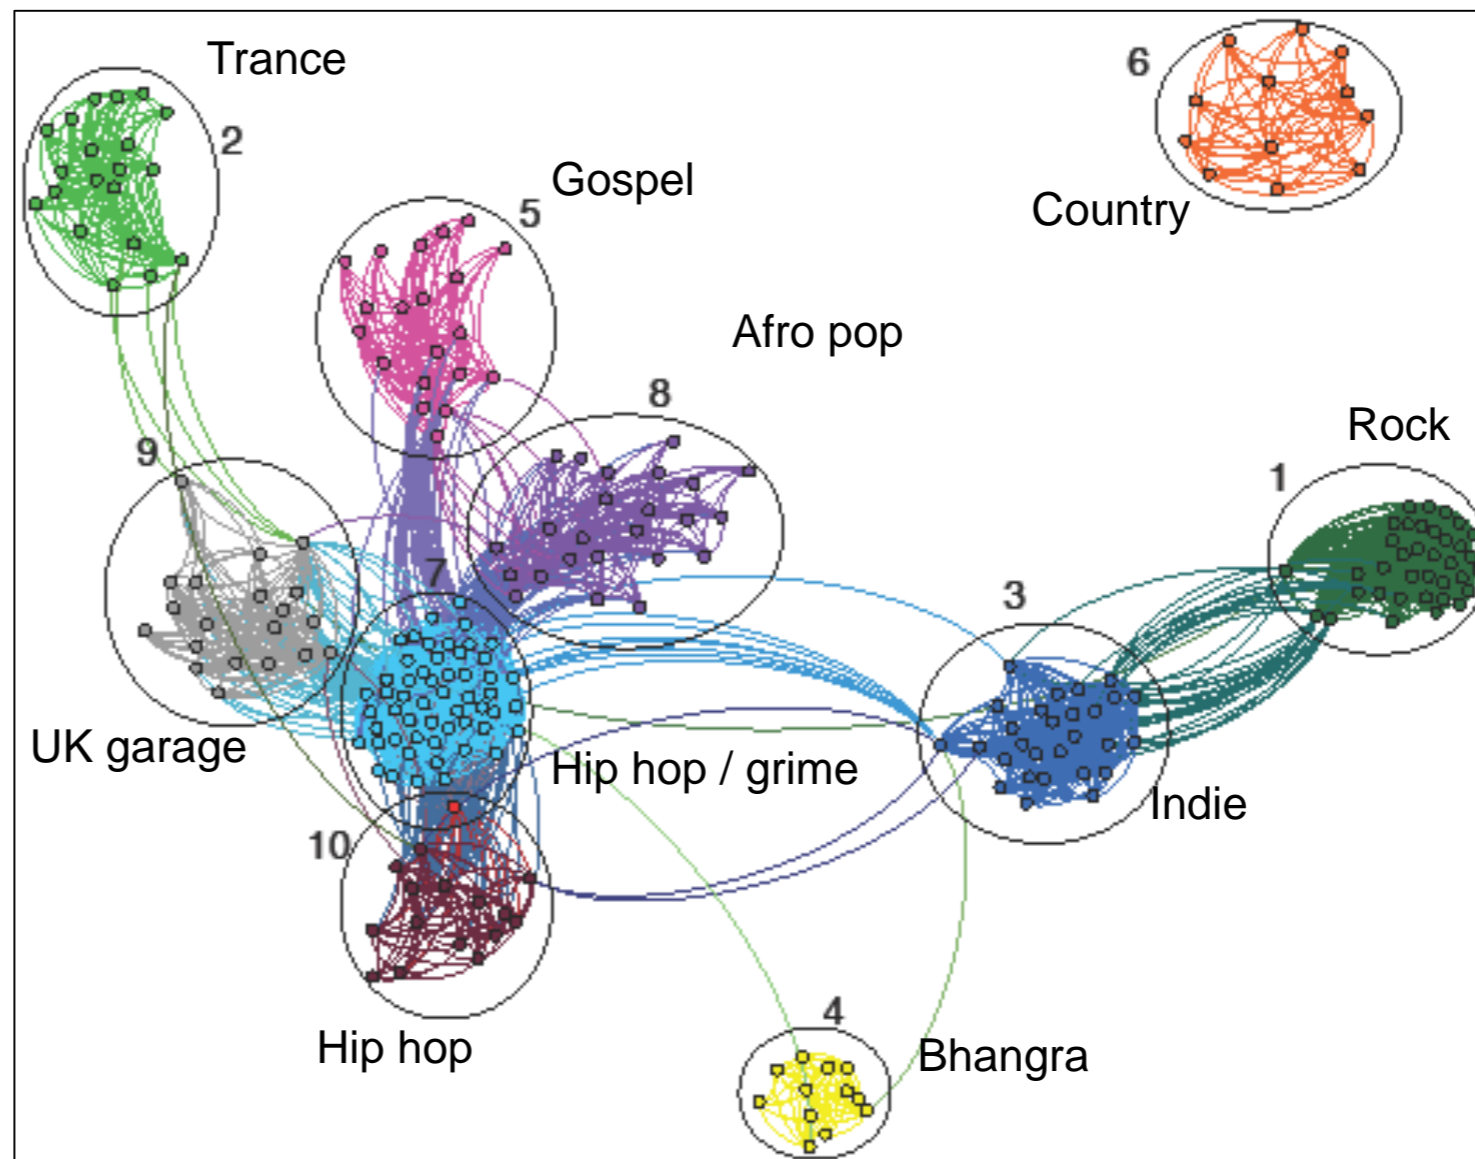 Trance
2
6
Gospel
5
Country
Afro pop
8
Rock
9
1
7
3
UK garage
Hip hop / grime
Indie
10
Hip hop
4
Bhangra